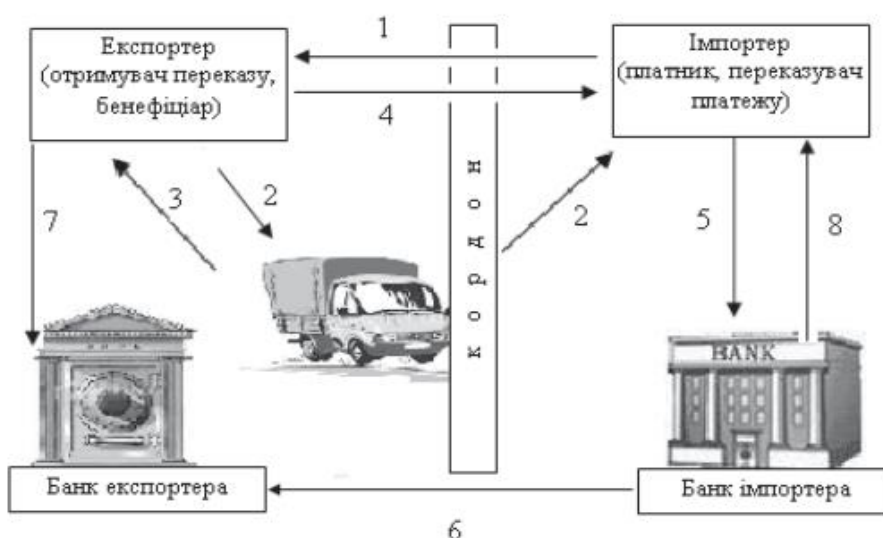 1
Експортер
(отримувач переказу,
бенефіціар)
Імпортер
(платник, переказувач
платежу)
4
7
3
2
кордон
2
5
8
BANK
Банк експортера
Банк імпортера
6